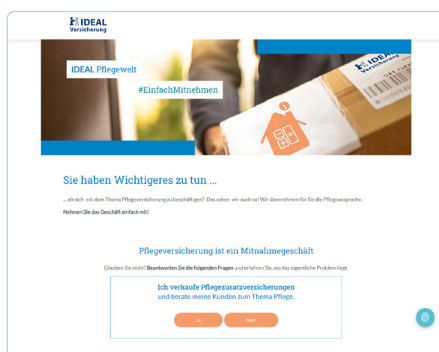 IDEAL
Versicherung
IDEAL Pflegewelt
#EinfachMitnehmen
IDEAL
Versicherung
Sie haben Wichtigeres zu tun ...
... als sich mit dem Thema Pflegeversicherung zu beschäftigen? Das sehen wir auch so! Wir übernehmen für Sie die Pflegeansprache.
Nehmen Sie das Geschäft einfach mit!
Pflegeversicherung ist ein Mitnahmegeschäft
Glauben Sie nicht? Beantworten Sie die folgenden Fragen und erfahren Sie, wo das eigentliche Problem liegt.
Ich verkaufe Pflegezusatzversicherungen
und berate meine Kunden zum Thema Pflege.
Ja
Nein